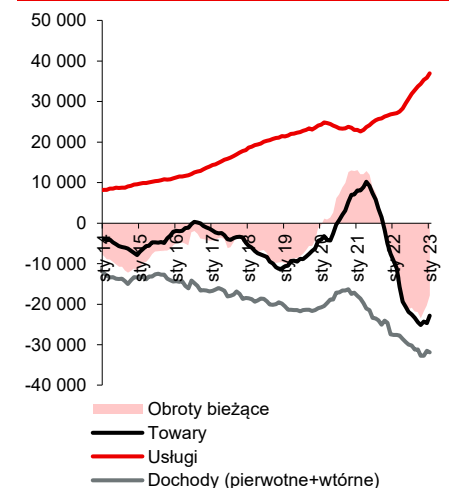 50 000
40 000
30 000
20 000
10 000
0
-10 000
-20 000
-30 000
-40 000
sty 14
sty 15
sty 16
sty 17
sty 18
sty 19
sty 20
sty 21
sty 22
sty 23
Obroty bieżące
Towary
Usługi
Dochody (pierwotne+wtórne)